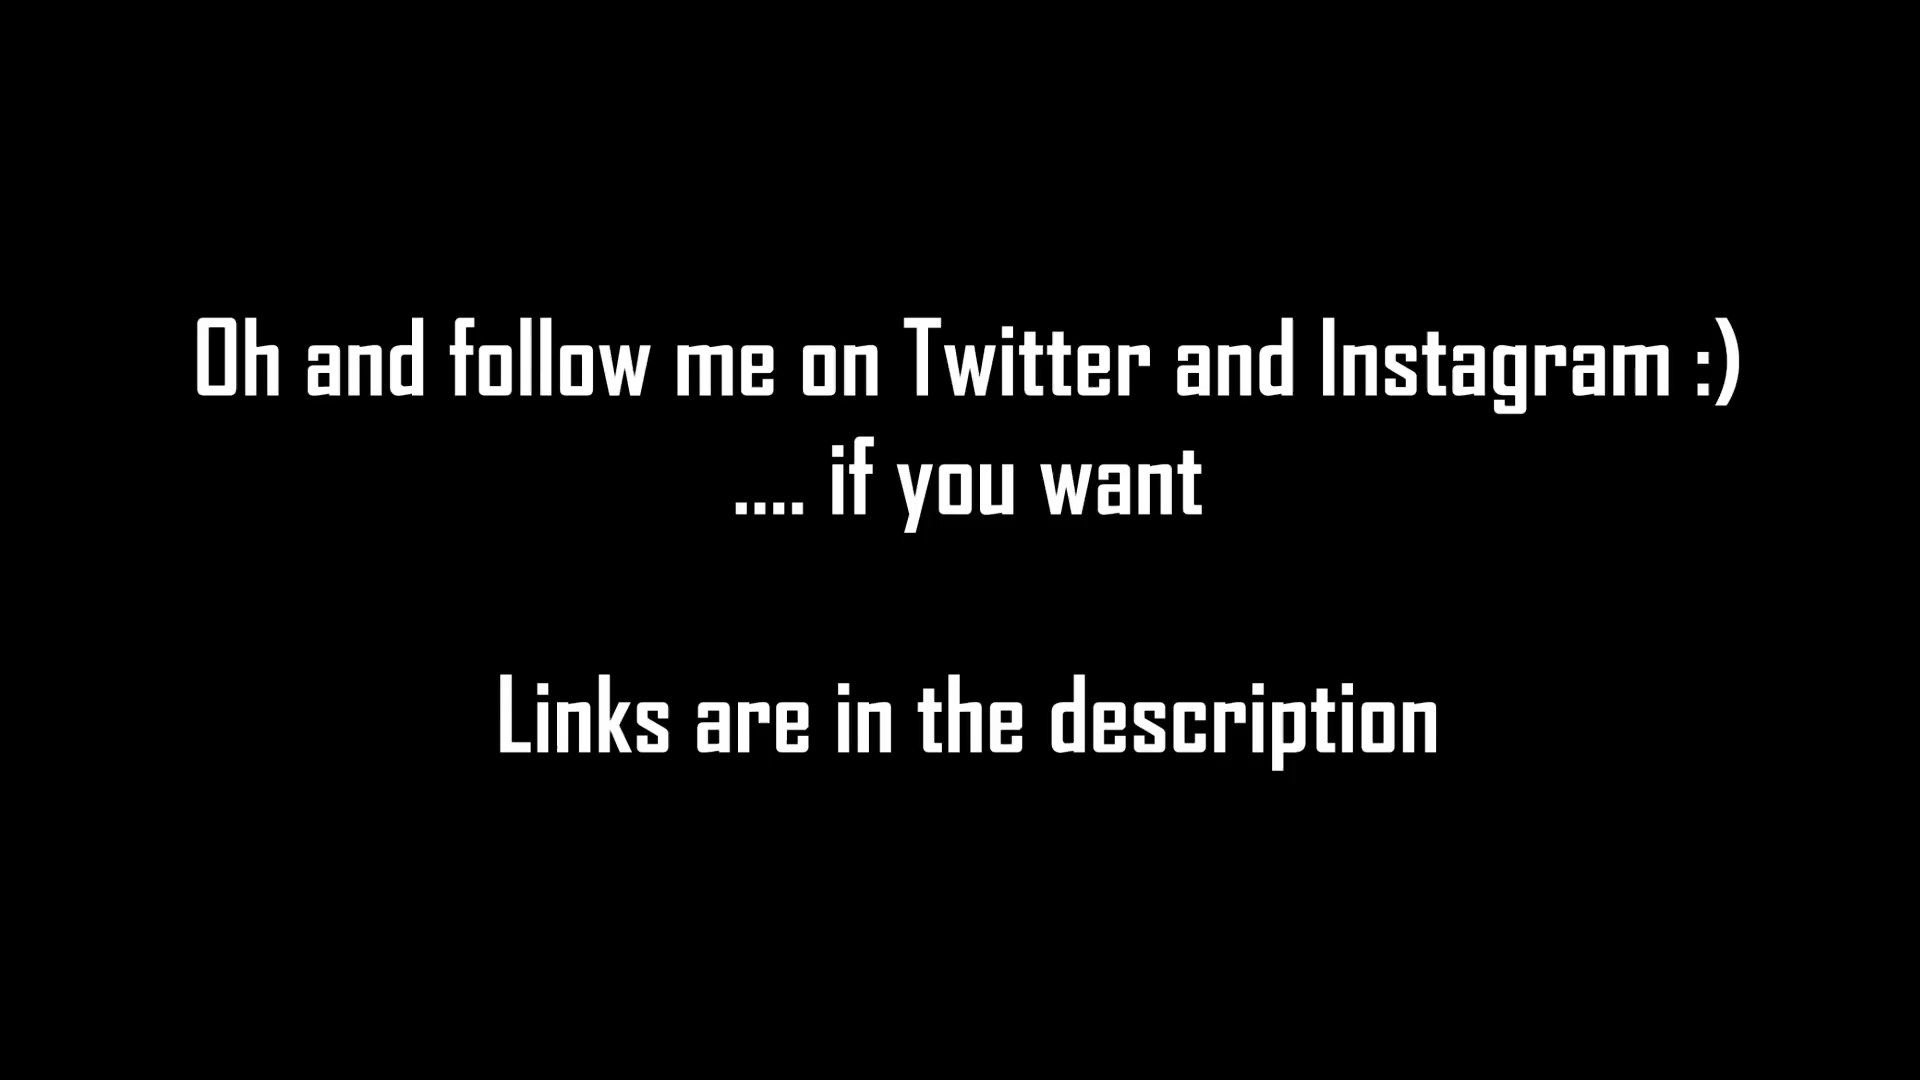 Oh and follow me on Twitter and Instagram :)
.... if you want
Links are in the description